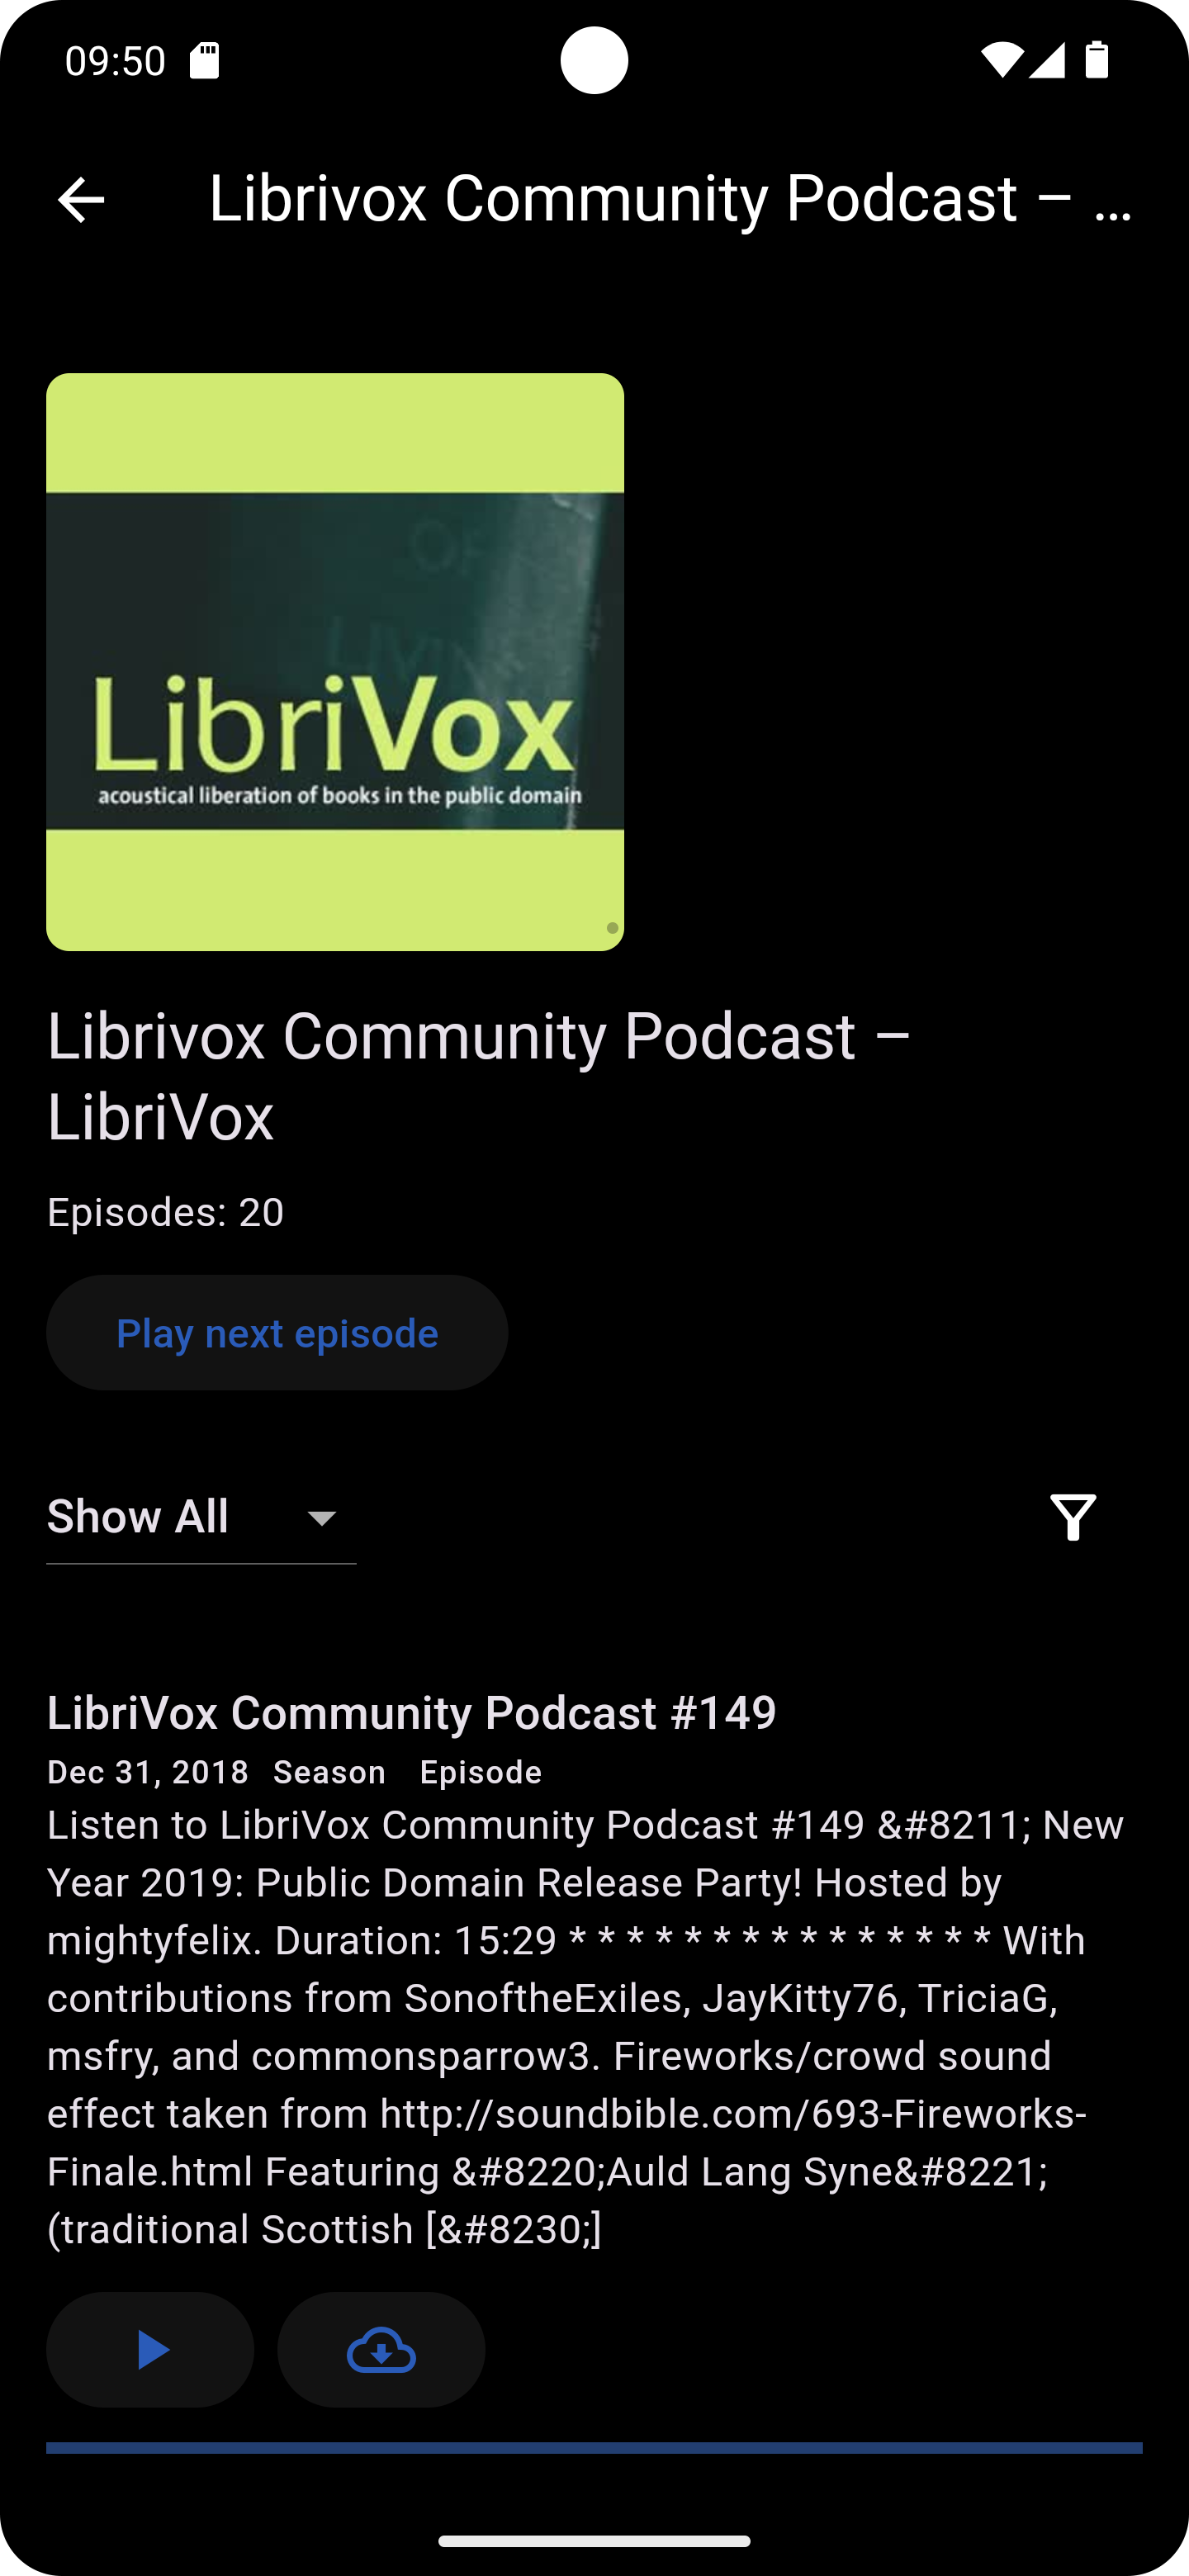 09:50
Librivox Community Podcast – ...
OF
LIVIN
LibriVox
acoustical liberation of books in the public domain
Librivox Community Podcast –
LibriVox
Episodes: 20
Play next episode
Show All
LibriVox Community Podcast #149
Dec 31, 2018 Season Episode
Listen to LibriVox Community Podcast #149 &#8211; New
Year 2019: Public Domain Release Party! Hosted by
mightyfelix. Duration: 15:29 * * * * * * * * * * * * * * * With
contributions from SonoftheExiles, JayKitty76, TriciaG,
msfry, and commonsparrow3. Fireworks/crowd sound
effect taken from http://soundbible.com/693-Fireworks-
Finale.html Featuring &#8220;Auld Lang Syne&#8221;
(traditional Scottish [&#8230;]